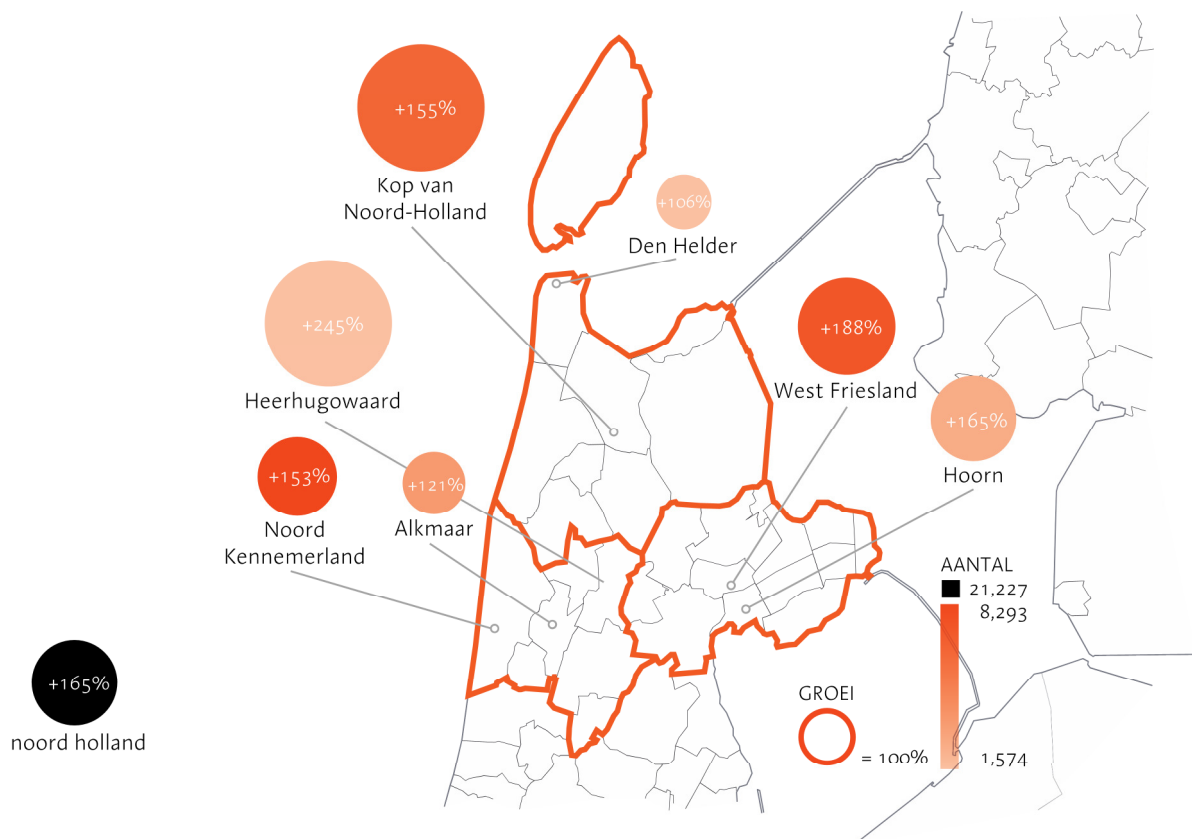 +155%
Kop van
Noord-Holland
+106%
Den Helder
+245%
Heerhugowaard
+188%
West Friesland
+165%
Hoorn
+153%
Noord
Kennemerland
+121%
Alkmaar
AANTAL
21,227
8,293
1,574
GROEI
= 100%
+165%
noord holland